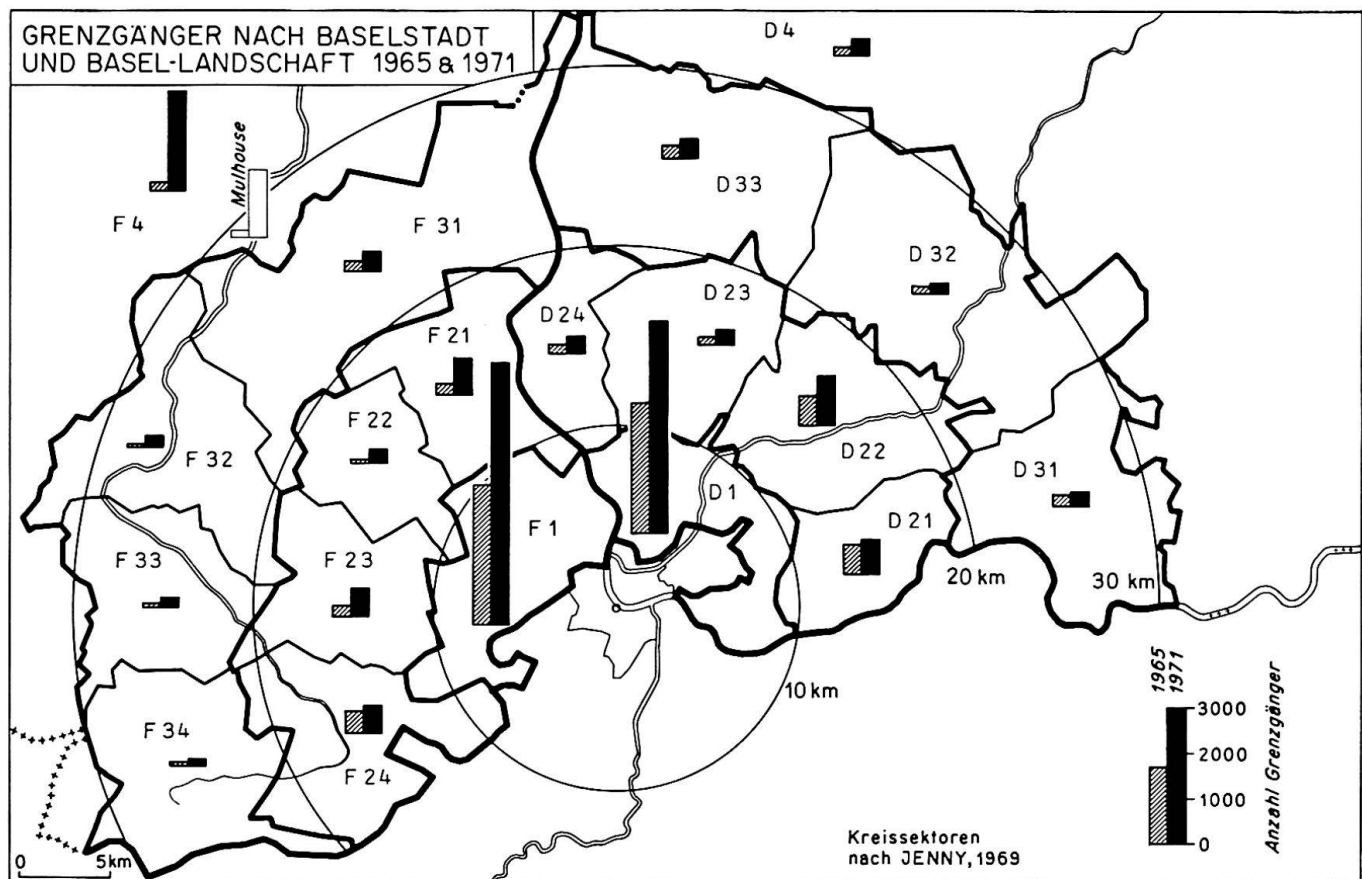 GRENZGÄNGER NACH BASELSTADT
UND BASEL-LANDSCHAFT 1965 & 1971
D 4
Mulhouse
F 4
F 31
D 33
D 32
F 21
D 24
D 23
F 22
F 32
D 22
D 31
F 1
D 1
D 21
F 33
F 23
20 km
30 km
10 km
F 34
F 24
1965
1971
3000
2000
1000
0
Anzahl Grenzgänger
Kreissektoren
nach JENNY, 1969
0 5km